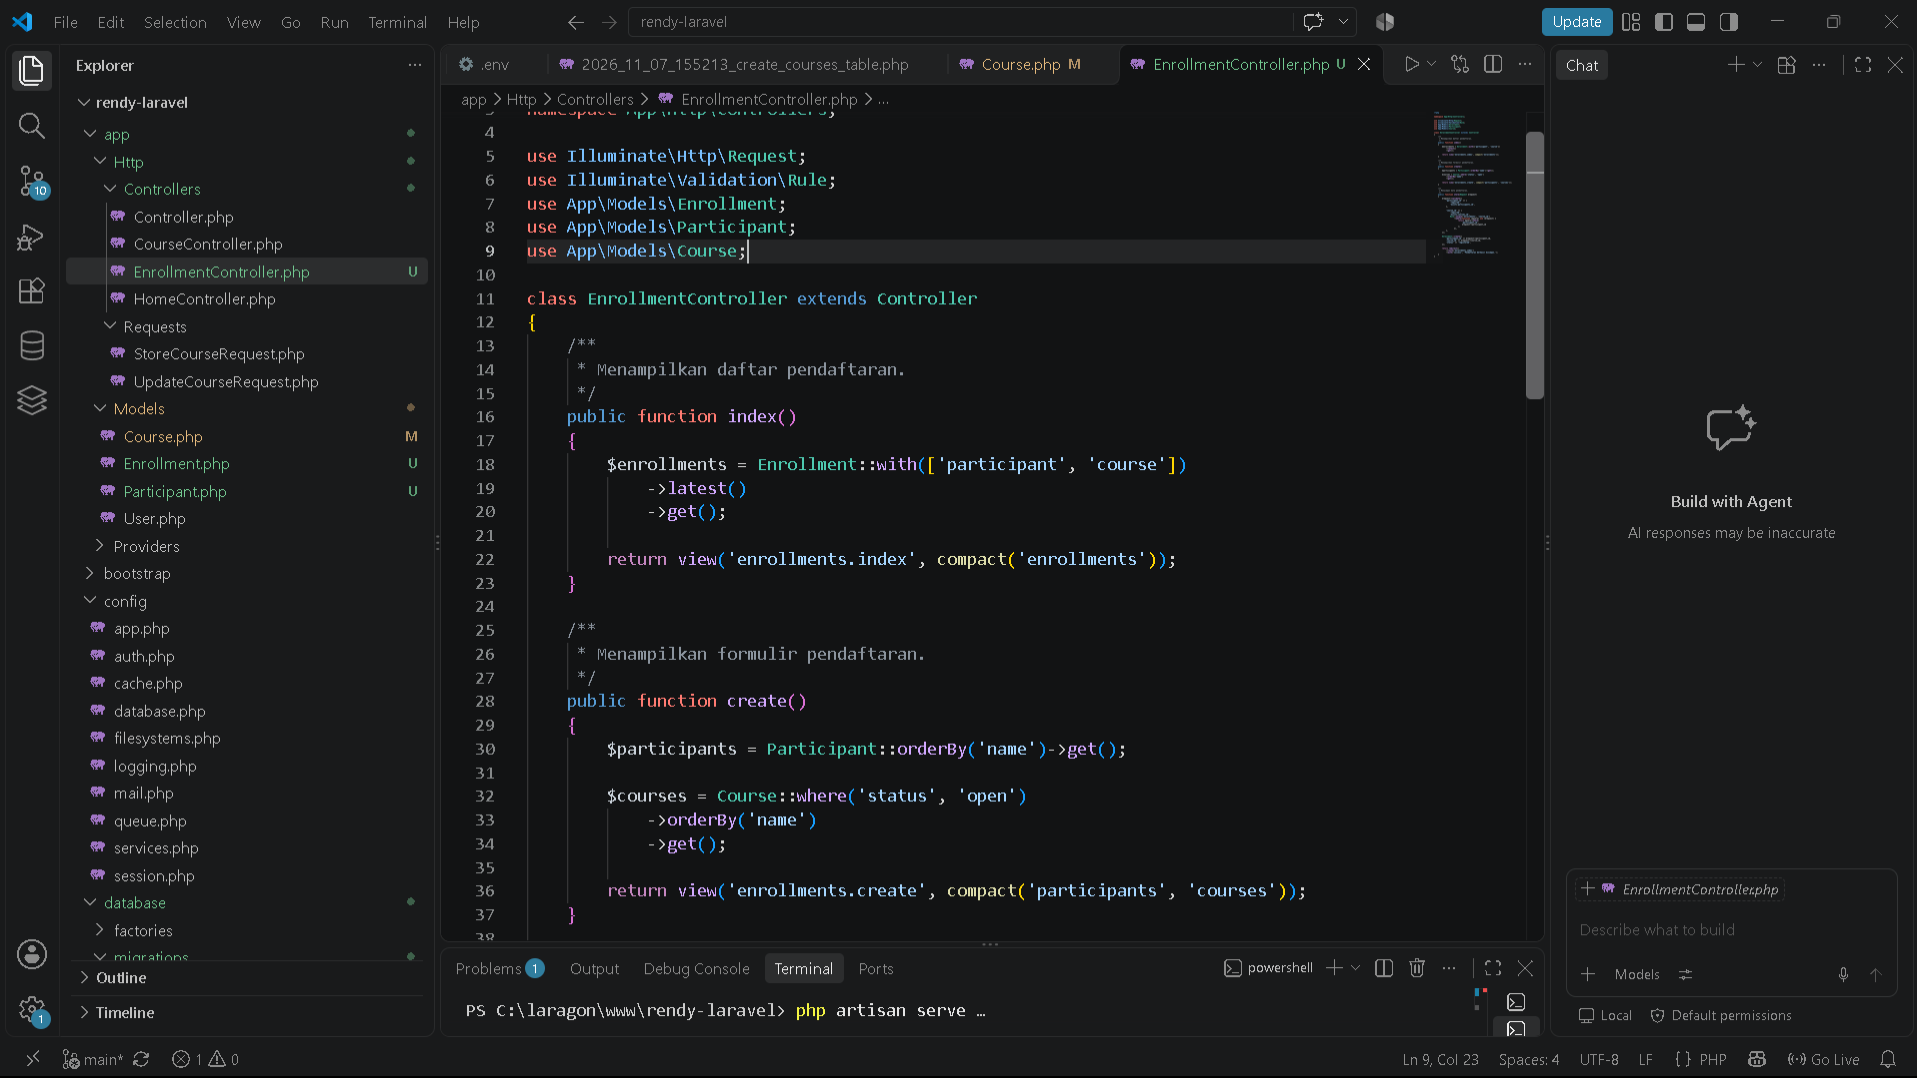 File Edit Selection View Go Run Terminal Help
rendy-laravel
Update
Explorer
rendy-laravel
app
Http
Controllers
Controller.php
CourseController.php
EnrollmentController.php U
HomeController.php
Requests
StoreCourseRequest.php
UpdateCourseRequest.php
Models
Course.php M
Enrollment.php U
Participant.php U
User.php
Providers
bootstrap
config
app.php
auth.php
cache.php
database.php
filesystems.php
logging.php
mail.php
queue.php
services.php
session.php
database
factories
migrations
Outline
Timeline
10
1
.env
2026_11_07_155213_create_courses_table.php
Course.php M
EnrollmentController.php U
app > Http > Controllers > EnrollmentController.php > ...
3 namespace App\Http\Controllers;
4
5 use Illuminate\Http\Request;
6 use Illuminate\Validation\Rule;
7 use App\Models\Enrollment;
8 use App\Models\Participant;
9 use App\Models\Course;
10
11 class EnrollmentController extends Controller
12 {
13 /**
14 * Menampilkan daftar pendaftaran.
15 */
16 public function index()
17 {
18 $enrollments = Enrollment::with(['participant', 'course'])
19 ->latest()
20 ->get();
21
22 return view('enrollments.index', compact('enrollments'));
23 }
24
25 /**
26 * Menampilkan formulir pendaftaran.
27 */
28 public function create()
29 {
30 $participants = Participant::orderBy('name')->get();
31
32 $courses = Course::where('status', 'open')
33 ->orderBy('name')
34 ->get();
35
36 return view('enrollments.create', compact('participants', 'courses'));
37 }
38
Problems 1 Output Debug Console Terminal Ports
powershell
PS C:\laragon\www\rendy-laravel> php artisan serve …
Chat
Build with Agent
AI responses may be inaccurate
EnrollmentController.php
Describe what to build
Models
Local Default permissions
main* 1 0
Ln 9, Col 23 Spaces: 4 UTF-8 LF { } PHP Go Live